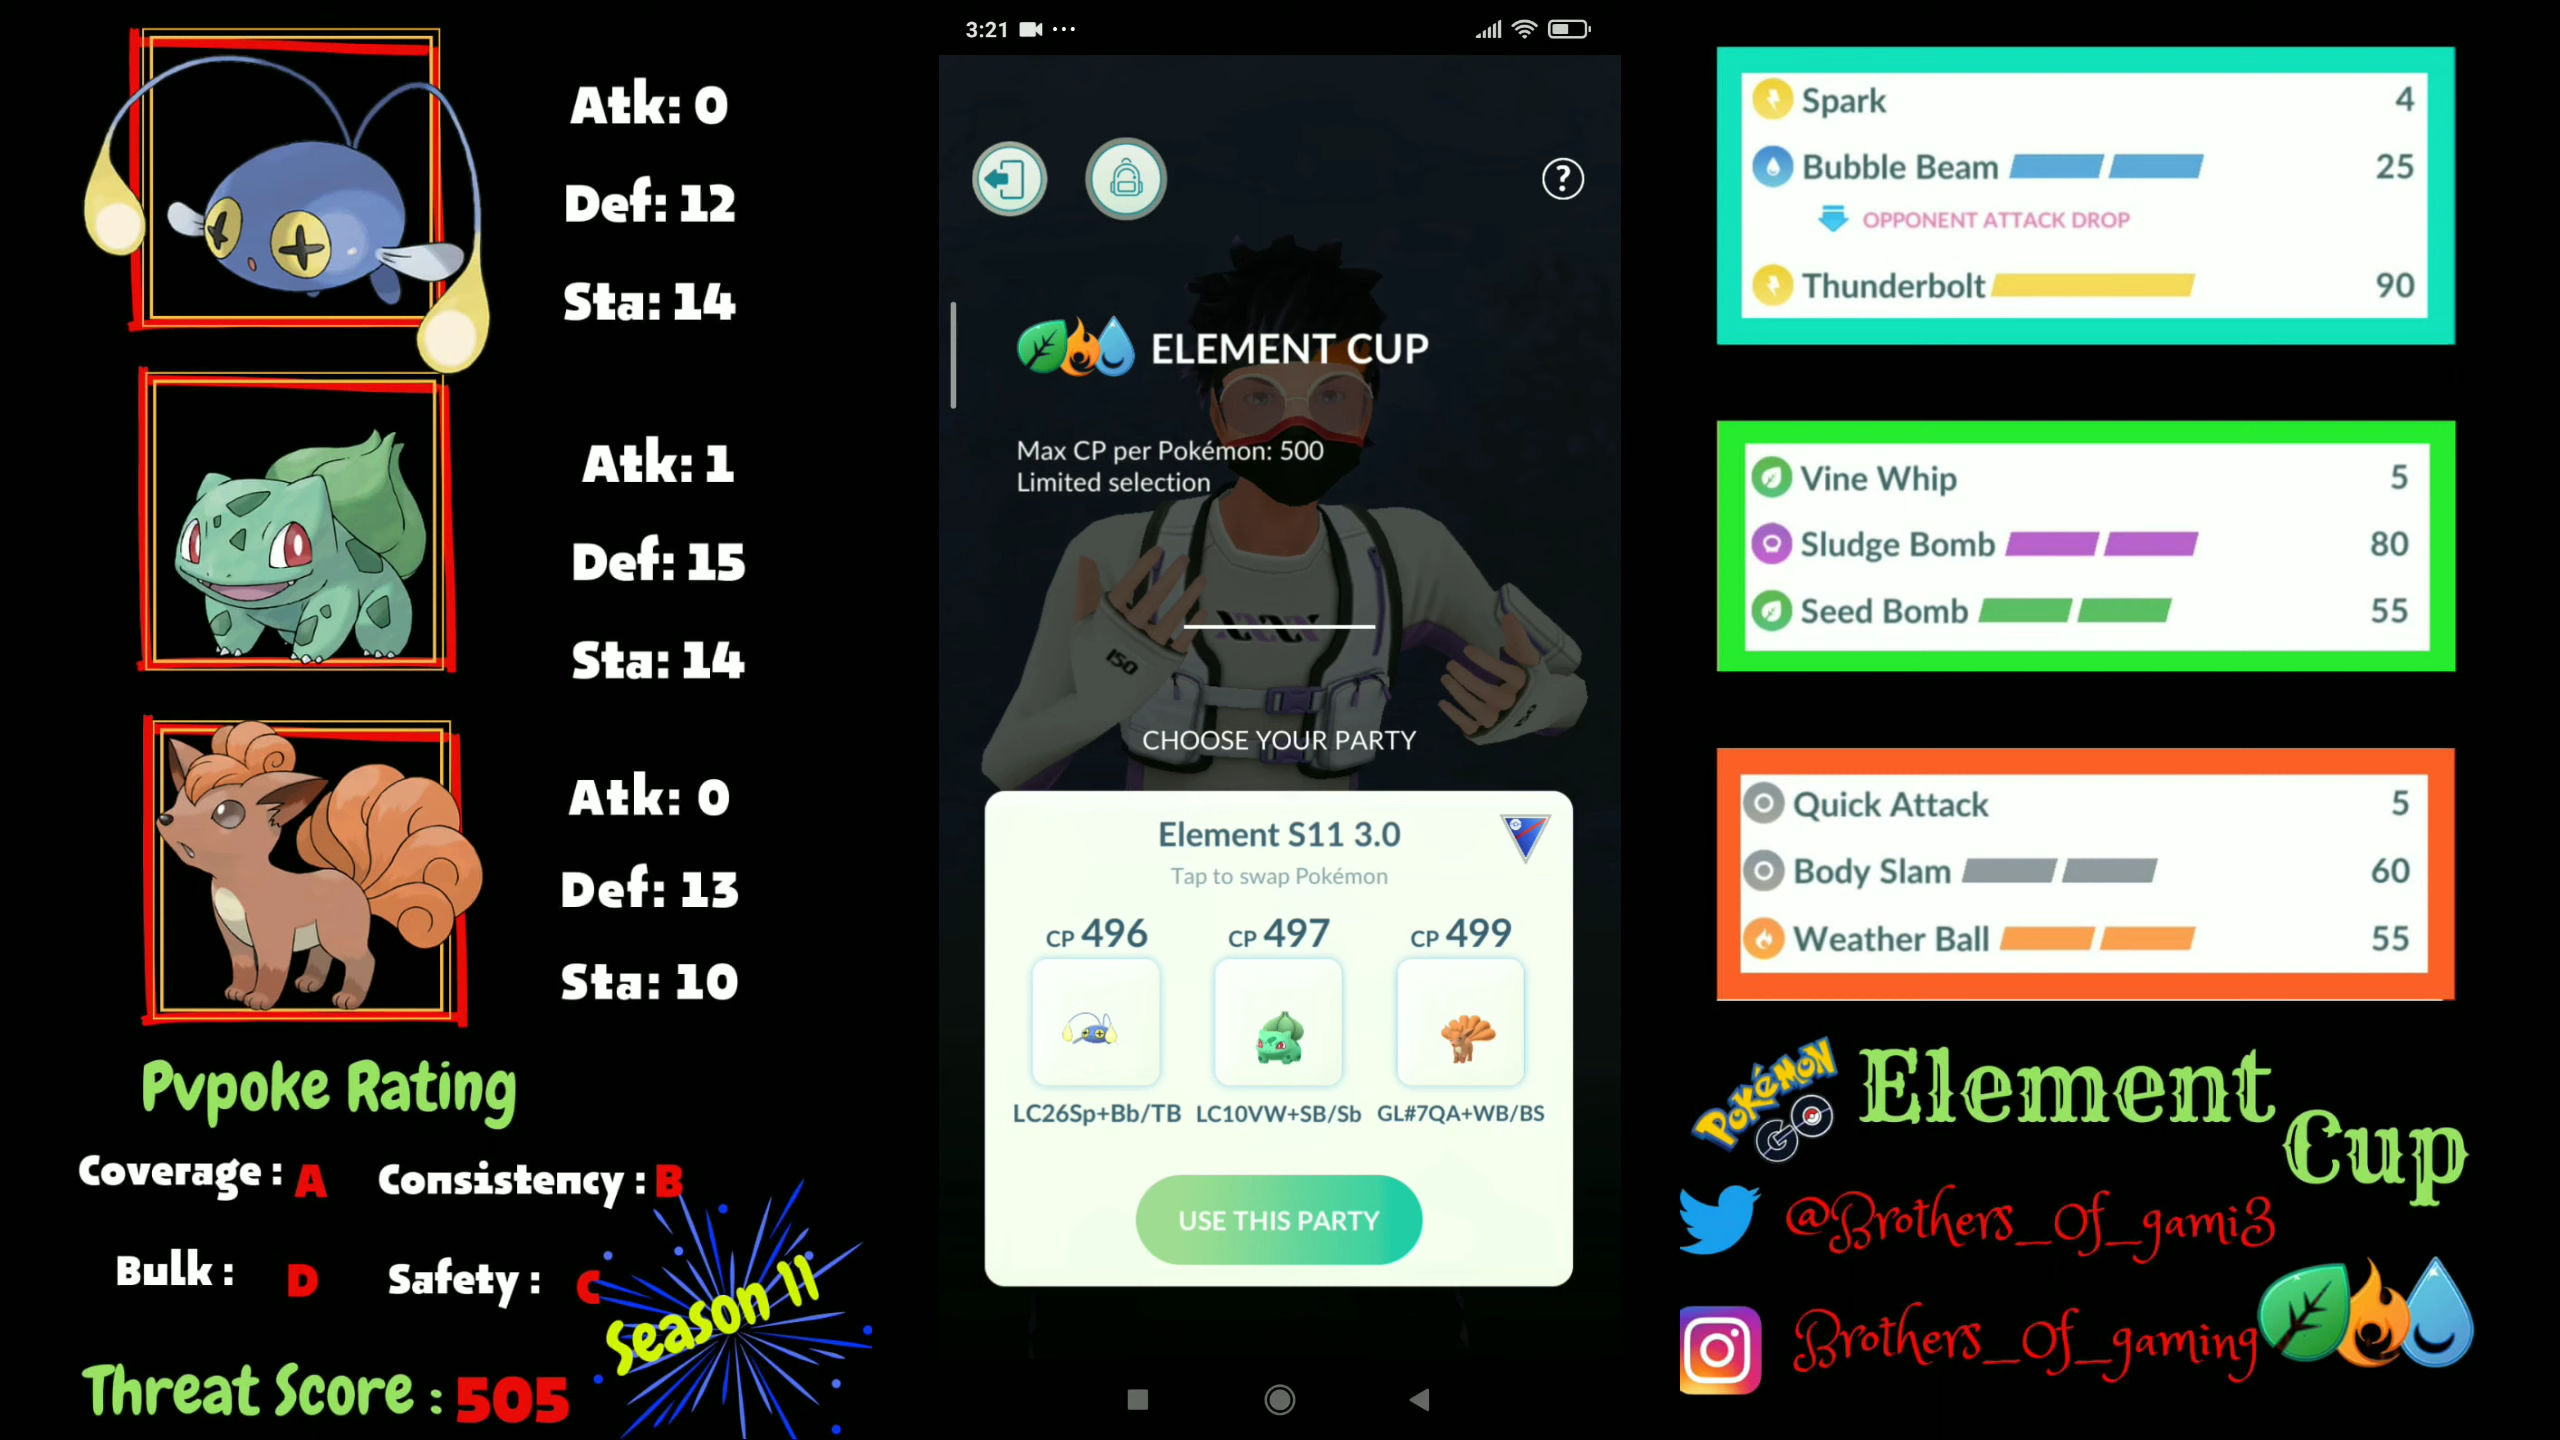 Atk: 0
Def: 12
Sta: 14
Atk: 1
Def: 15
Sta: 14
Atk: 0
Def: 13
Sta: 10
Pvpoke Rating
Coverage : A Consistency : B
Bulk : D Safety : C
Season 11
Threat Score : 505
3:21
ELEMENT CUP
Max CP per Pokémon: 500
Limited selection
ISO
CHOOSE YOUR PARTY
Element S11 3.0
Tap to swap Pokémon
CP 496 CP 497 CP 499
LC26Sp+Bb/TB LC10VW+SB/Sb GL#7QA+WB/BS
USE THIS PARTY
Spark 4
Bubble Beam 25
OPPONENT ATTACK DROP
Thunderbolt 90
Vine Whip 5
Sludge Bomb 80
Seed Bomb 55
Quick Attack 5
Body Slam 60
Weather Ball 55
POKÉMON GO
Element
Cup
@Brothers_Of_gami3
Brothers_Of_gaming